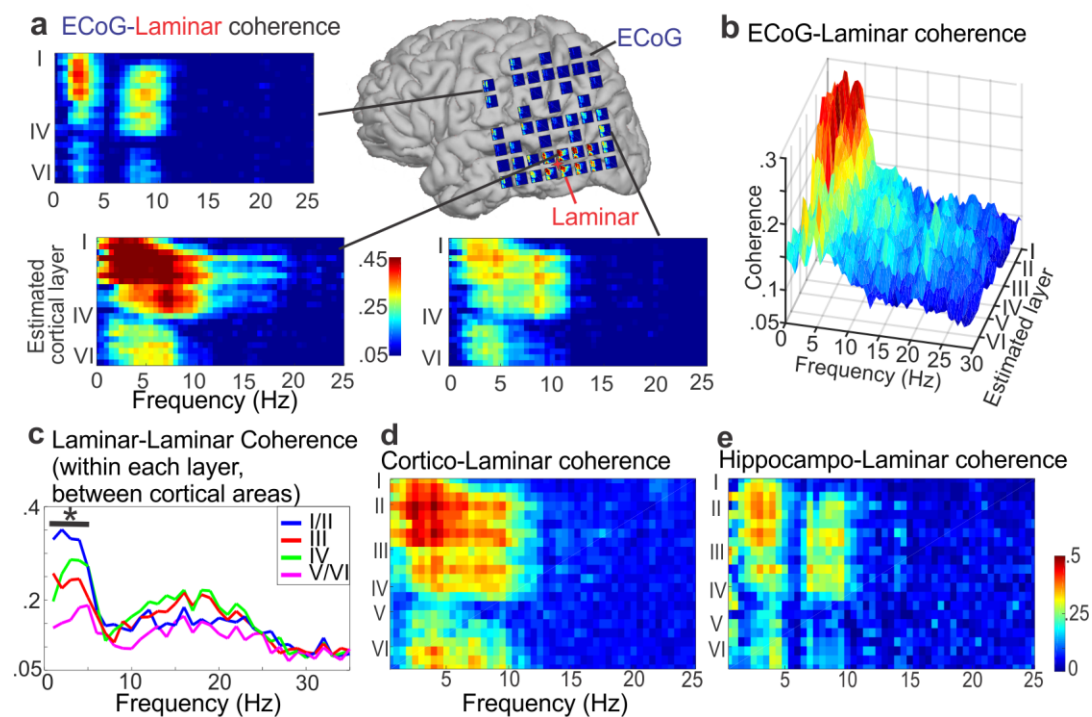 a
ECoG-Laminar coherence
ECoG
Laminar
I
IV
VI
0 5 10 15 20 25
Estimated
cortical layer
I
IV
VI
0 5 10 15 20 25
Frequency (Hz)
.45
.25
.05
I
IV
VI
0 5 10 15 20 25
b ECoG-Laminar coherence
Coherence
.3
.2
.1
.05
0 5 10 15 20 25 30
Frequency (Hz)
I
II
III
IV
V
VI
Estimated layer
c Laminar-Laminar Coherence
(within each layer,
between cortical areas)
.4
.2
.05
*
I/II
III
IV
V/VI
0 10 20 30
Frequency (Hz)
d
Cortico-Laminar coherence
I
II
III
IV
V
VI
5 10 15 20 25
Frequency (Hz)
e
Hippocampo-Laminar coherence
I
II
III
IV
V
VI
5 10 15 20 25
.5
.25
0